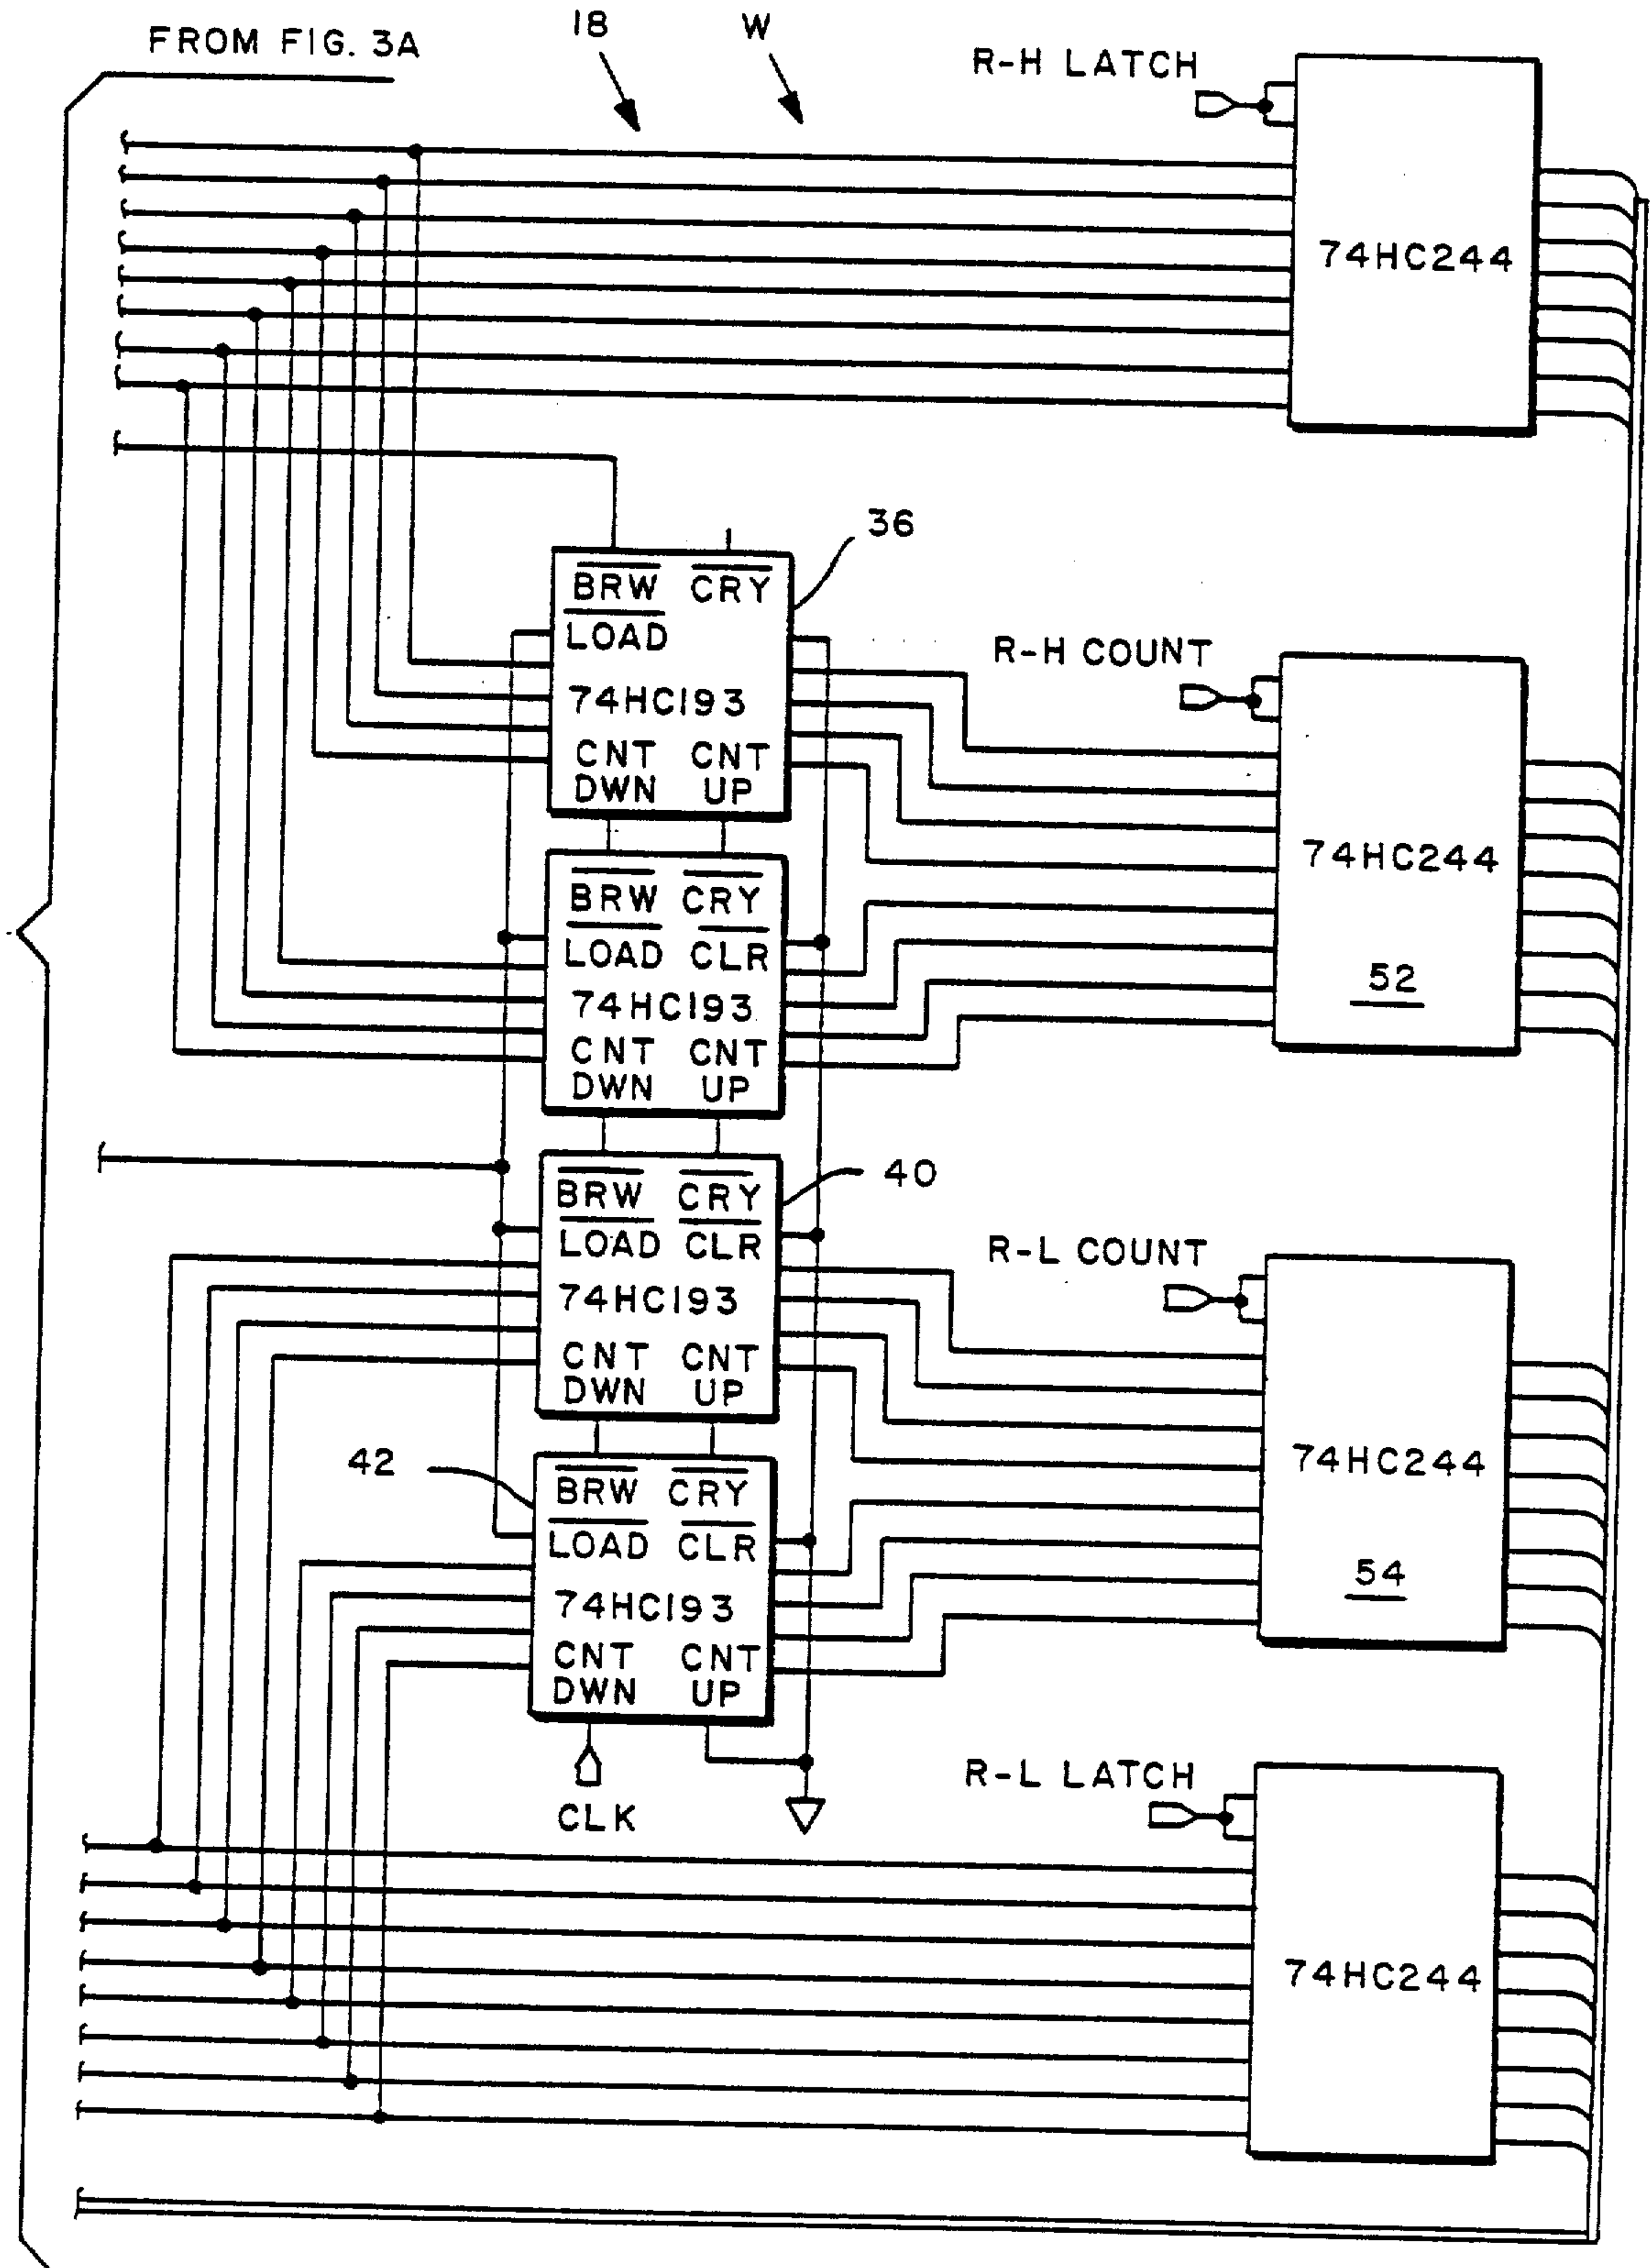 FROM FIG. 3A
18
W
R-H LATCH
74HC244
36
BRW CRY
LOAD
74HC193
CNT CNT
DWN UP
R-H COUNT
74HC244
52
BRW CRY
LOAD CLR
74HC193
CNT CNT
DWN UP
40
BRW CRY
LOAD CLR
74HC193
CNT CNT
DWN UP
R-L COUNT
74HC244
54
42
BRW CRY
LOAD CLR
74HC193
CNT CNT
DWN UP
CLK
R-L LATCH
74HC244